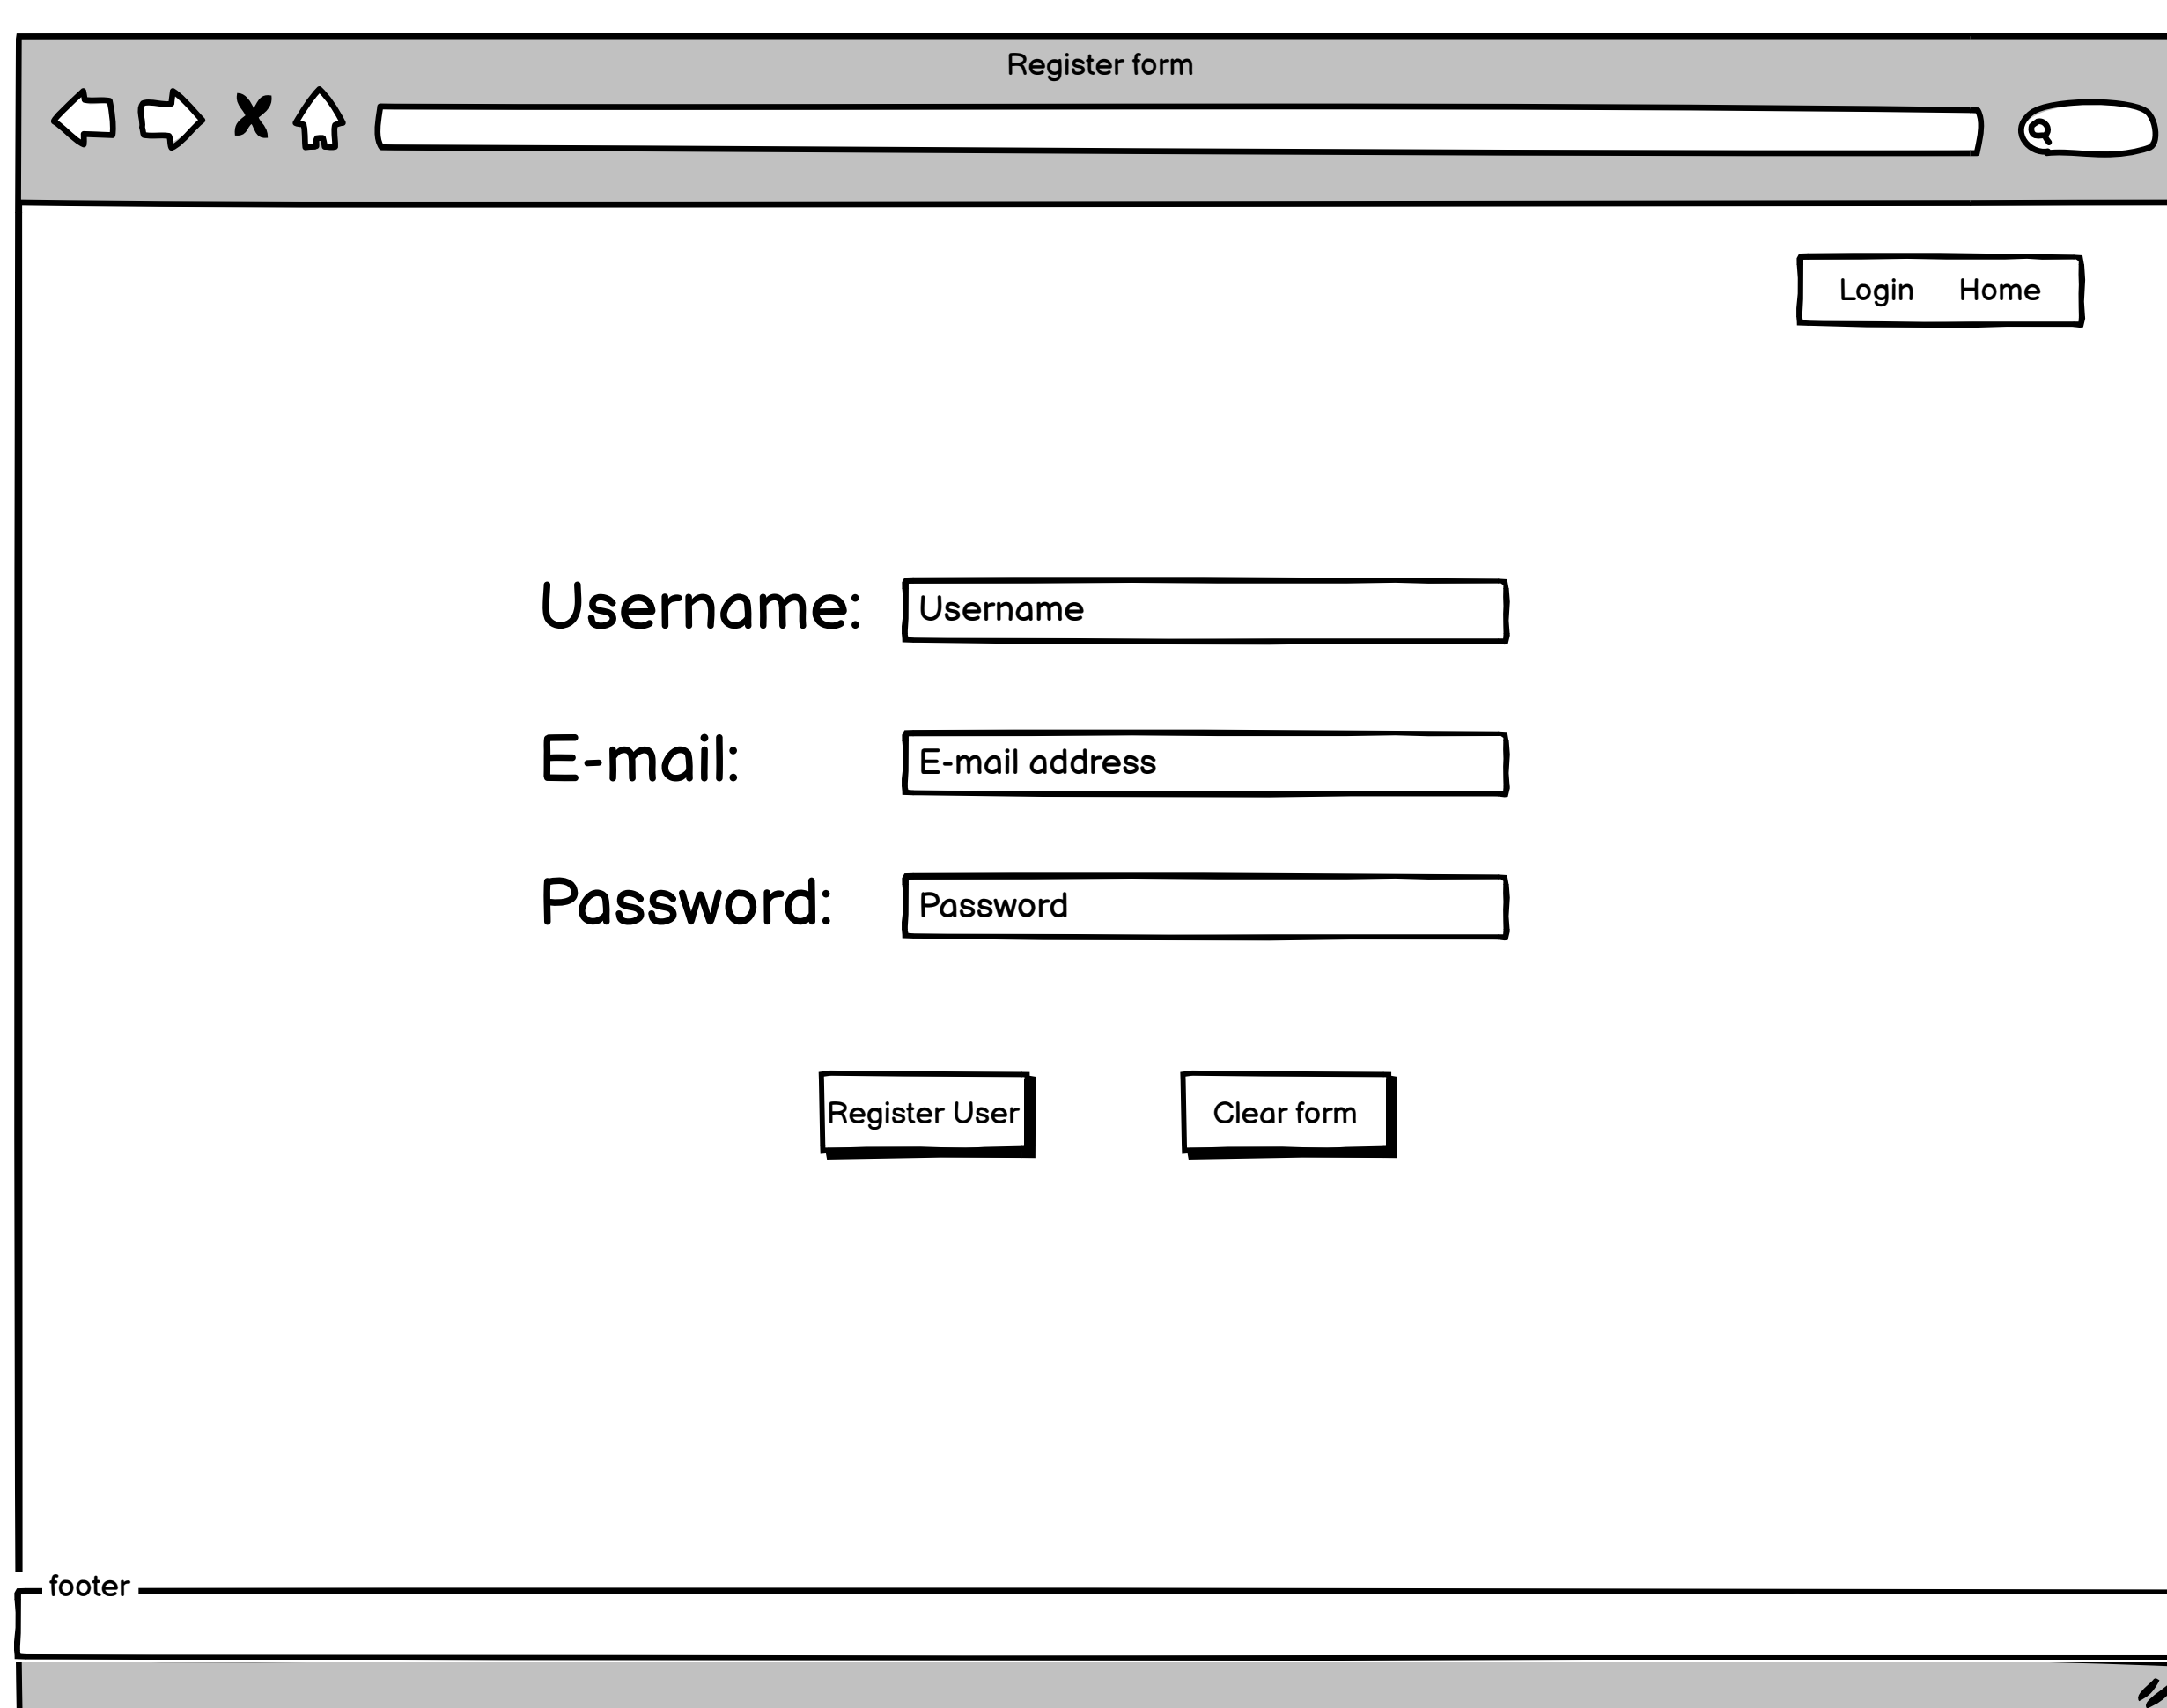 Register form
Login Home
Username: Username
E-mail: E-mail address
Password: Password
Register User Clear form
footer